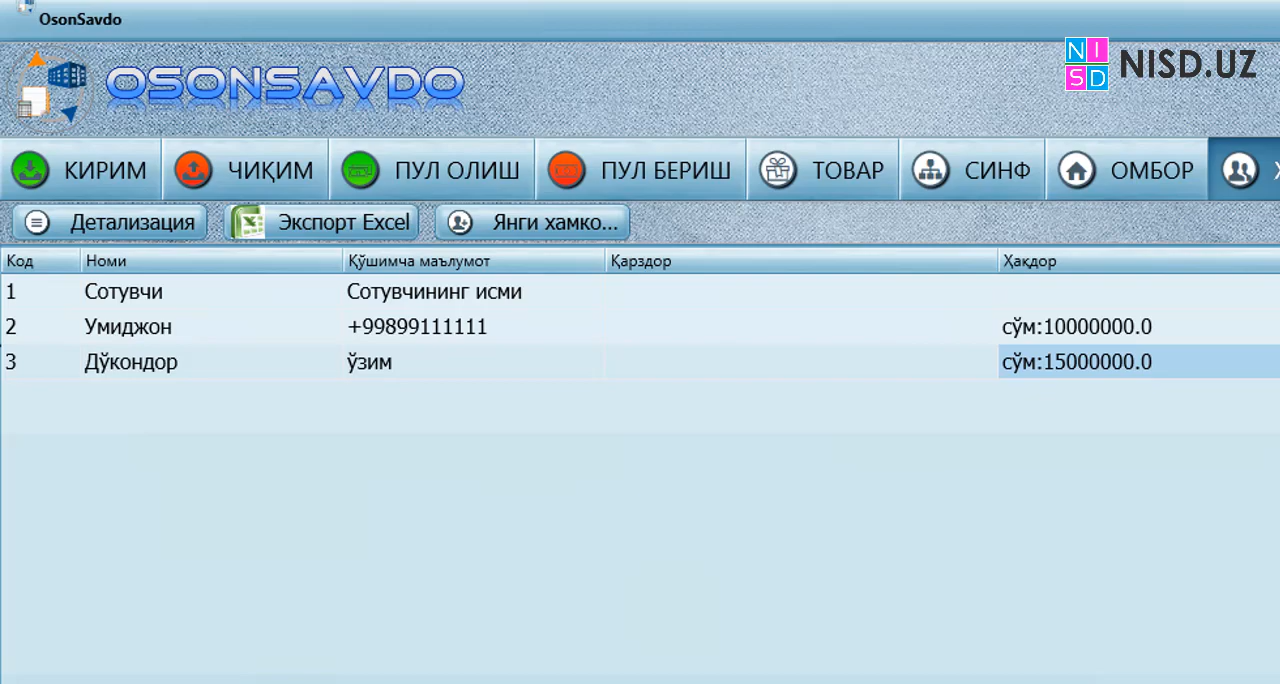 OsonSavdo
OSONSAVDO
NISD NISD.UZ
КИРИМ ЧИҚИМ ПУЛ ОЛИШ ПУЛ БЕРИШ ТОВАР СИНФ ОМБОР
Детализация Экспорт Excel Янги хамко...
Код Номи Қўшимча маълумот Қарздор Ҳақдор
1 Сотувчи Сотувчининг исми
2 Умиджон +99899111111 сўм:10000000.0
3 Дўкондор ўзим сўм:15000000.0